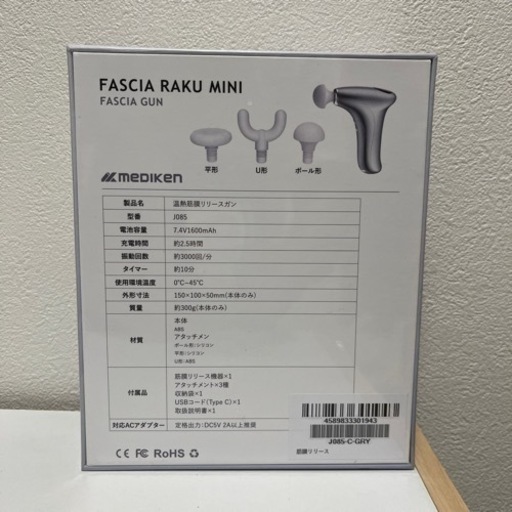 FASCIA RAKU MINI
FASCIA GUN
平形
U形
ボール形
MEDIKEN
製品名 温熱筋膜リリースガン
型番 J085
電池容量 7.4V1600mAh
充電時間 約2.5時間
振動回数 約3000回/分
タイマー 約10分
使用環境温度 0℃~45℃
外形寸法 150×100×50mm(本体のみ)
質量 約300g(本体のみ)
材質
本体
ABS
アタッチメン
ボール形:シリコン
平形:シリコン
U形:ABS
付属品
筋膜リリース機器×1
アタッチメント×3種
収納袋×1
USBコード(Type C)×1
取扱説明書×1
対応ACアダプター 定格出力:DC5V 2A以上推奨
4589833301943
J085-C-GRY
筋膜リリース
CE FC RoHS